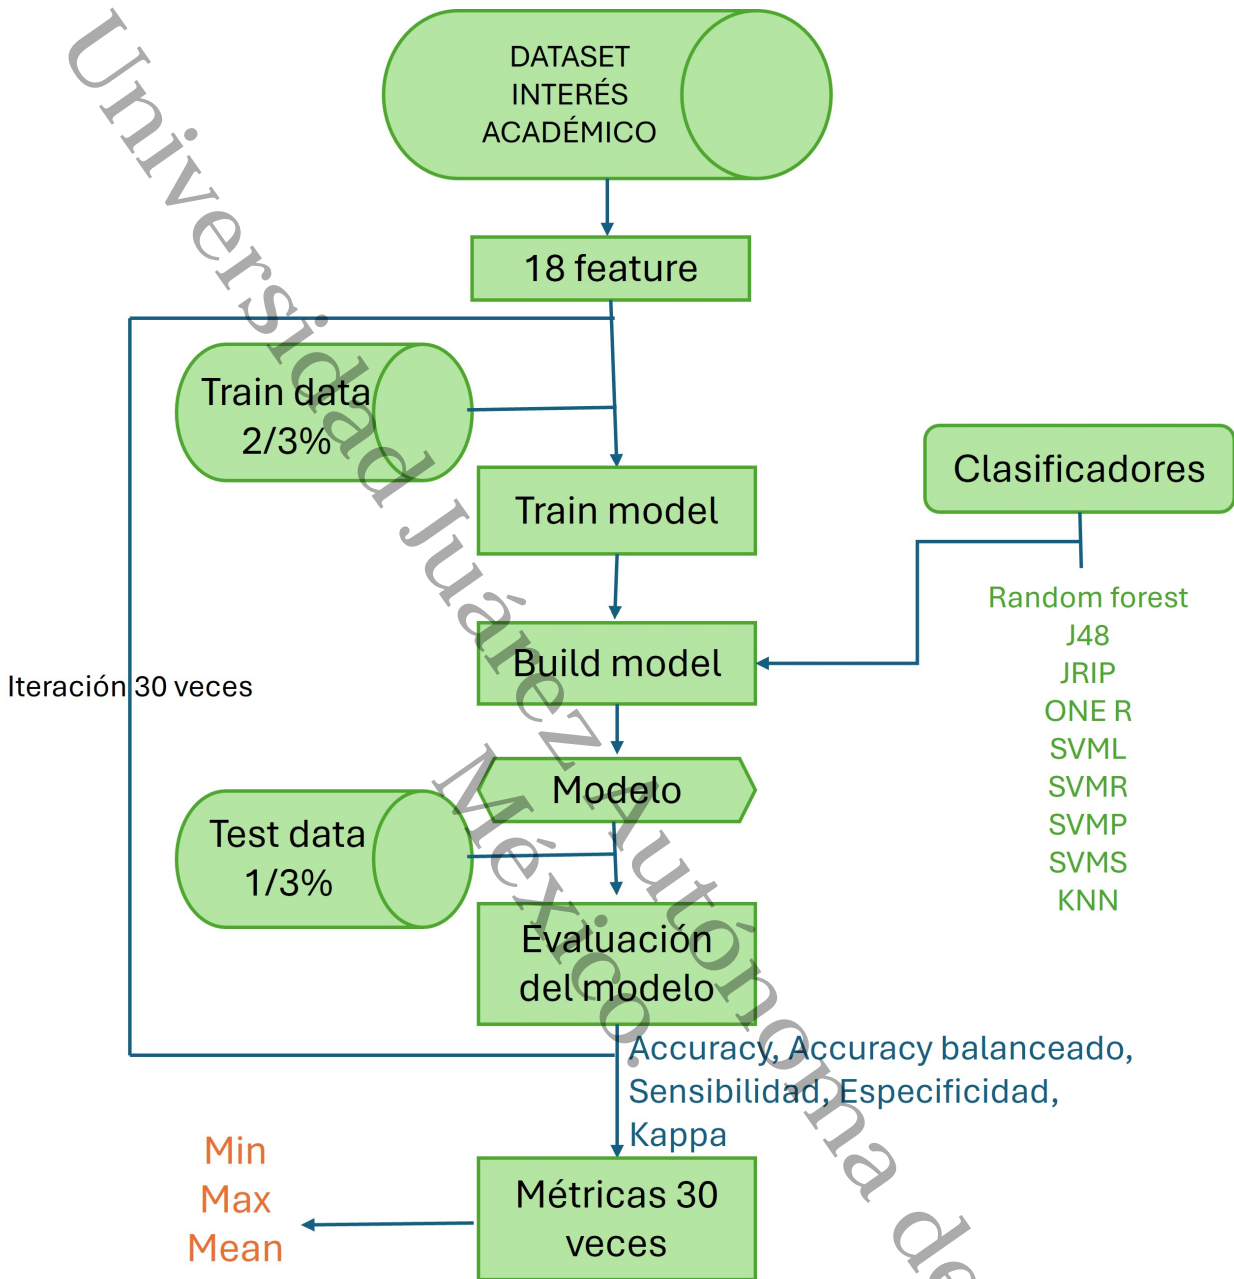 DATASET
INTERÉS
ACADÉMICO
18 feature
Train data
2/3%
Train model
Clasificadores
Random forest
J48
JRIP
ONE R
SVML
SVMR
SVMP
SVMS
KNN
Build model
Iteración 30 veces
Modelo
Test data
1/3%
Evaluación
del modelo
Accuracy, Accuracy balanceado,
Sensibilidad, Especificidad,
Kappa
Métricas 30
veces
Min
Max
Mean
Universidad Juárez Autónoma de
México.